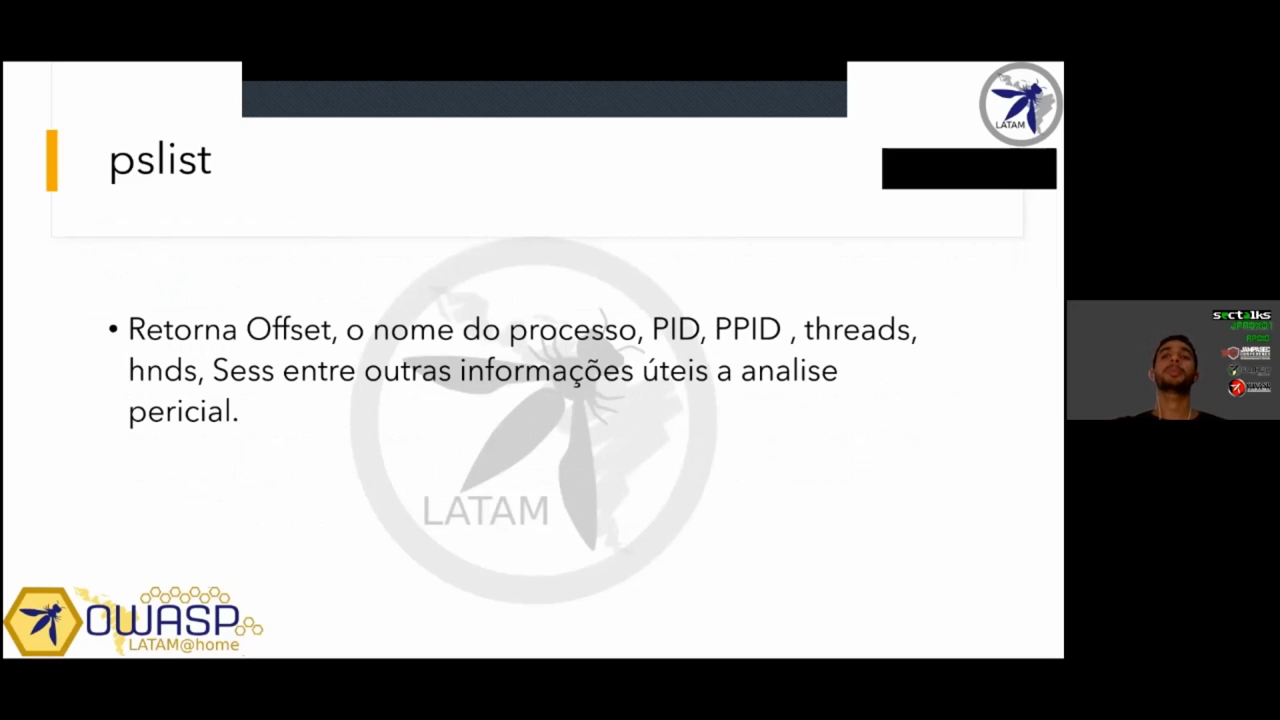 LATAM
pslist
• Retorna Offset, o nome do processo, PID, PPID , threads,
hnds, Sess entre outras informações úteis a analise
pericial.
LATAM
OWASP
LATAM@home
sectalks
APOIO